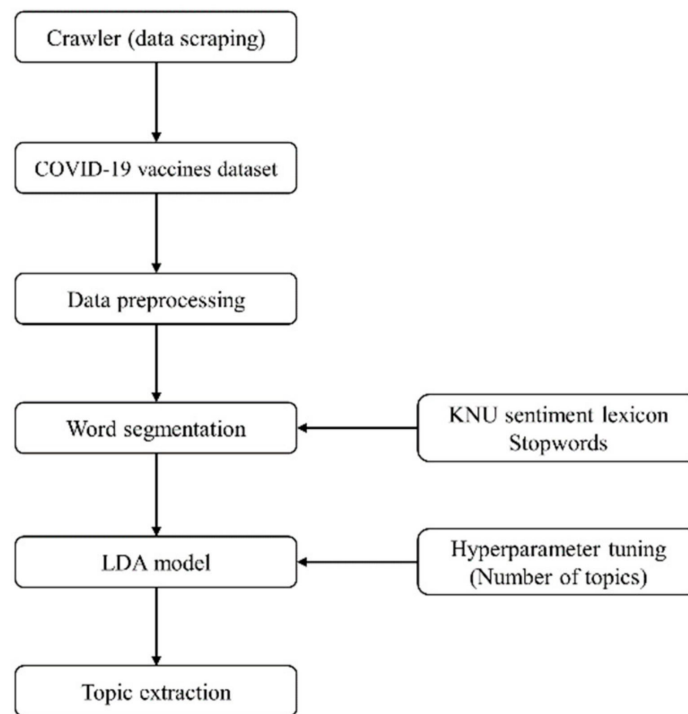 Crawler (data scraping)
COVID-19 vaccines dataset
Data preprocessing
Word segmentation
KNU sentiment lexicon
Stopwords
LDA model
Hyperparameter tuning
(Number of topics)
Topic extraction